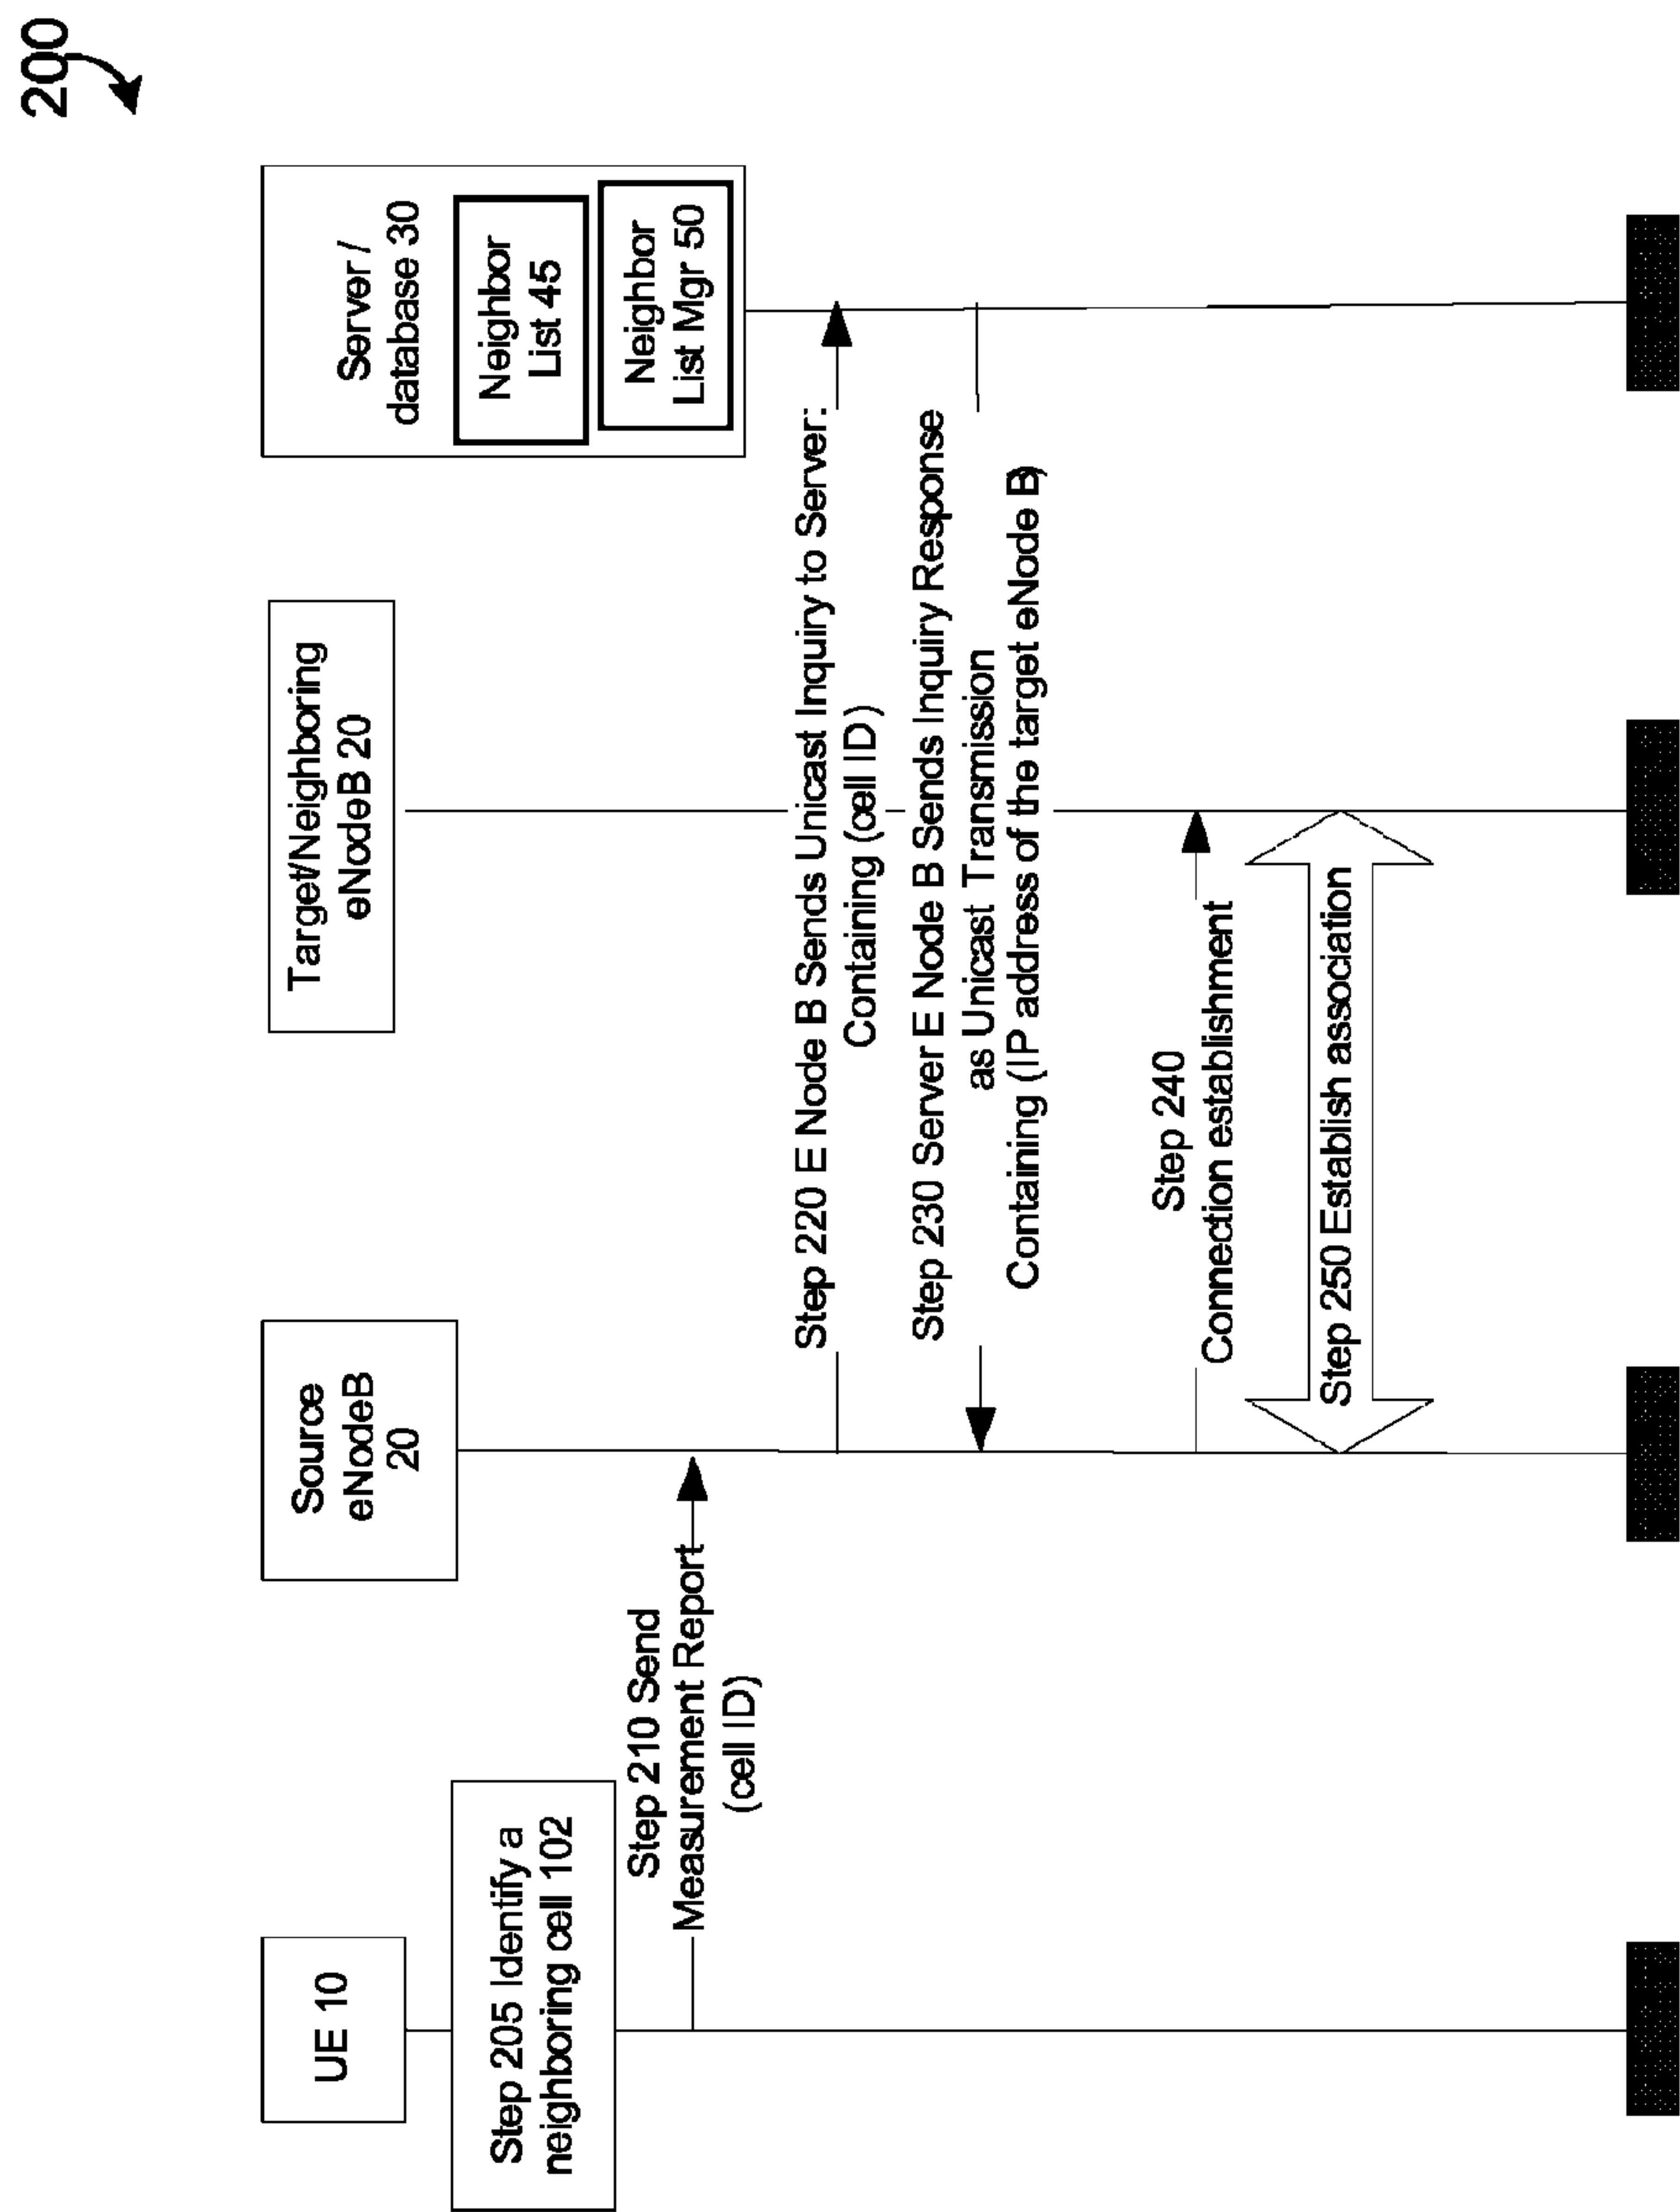 200
UE 10
Source
eNodeB
20
Target/Neighboring
eNodeB 20
Server /
database 30
Neighbor
List 45
Neighbor
List Mgr 50
Step 205 Identify a
neighboring cell 102
Step 210 Send
Measurement Report
(cell ID)
Step 220 E Node B Sends Unicast Inquiry to Server:
Containing (cell ID)
Step 230 Server E Node B Sends Inquiry Response
as Unicast Transmission
Containing (IP address of the target eNode B)
Step 240
Connection establishment
Step 250 Establish association